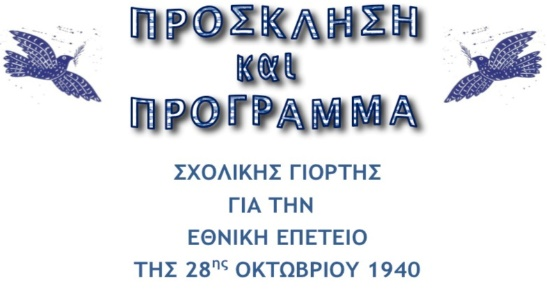 ΠΡΟΣΚΛΗΣΗ
και
ΠΡΟΓΡΑΜΜΑ
ΣΧΟΛΙΚΗΣ ΓΙΟΡΤΗΣ
ΓΙΑ ΤΗΝ
ΕΘΝΙΚΗ ΕΠΕΤΕΙΟ
ΤΗΣ 28ης ΟΚΤΩΒΡΙΟΥ 1940